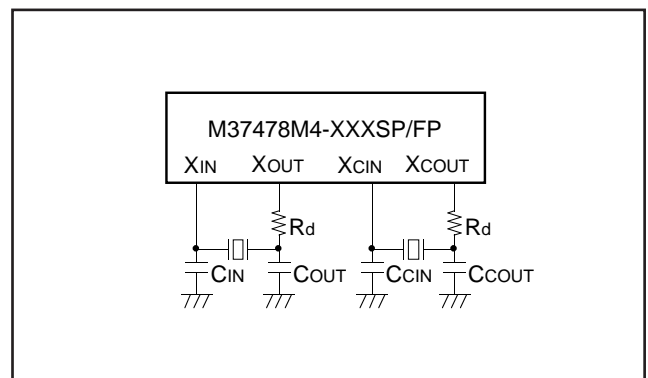 M37478M4-XXXSP/FP
XIN XOUT XCIN XCOUT
Rd Rd
CIN COUT CCIN CCOUT